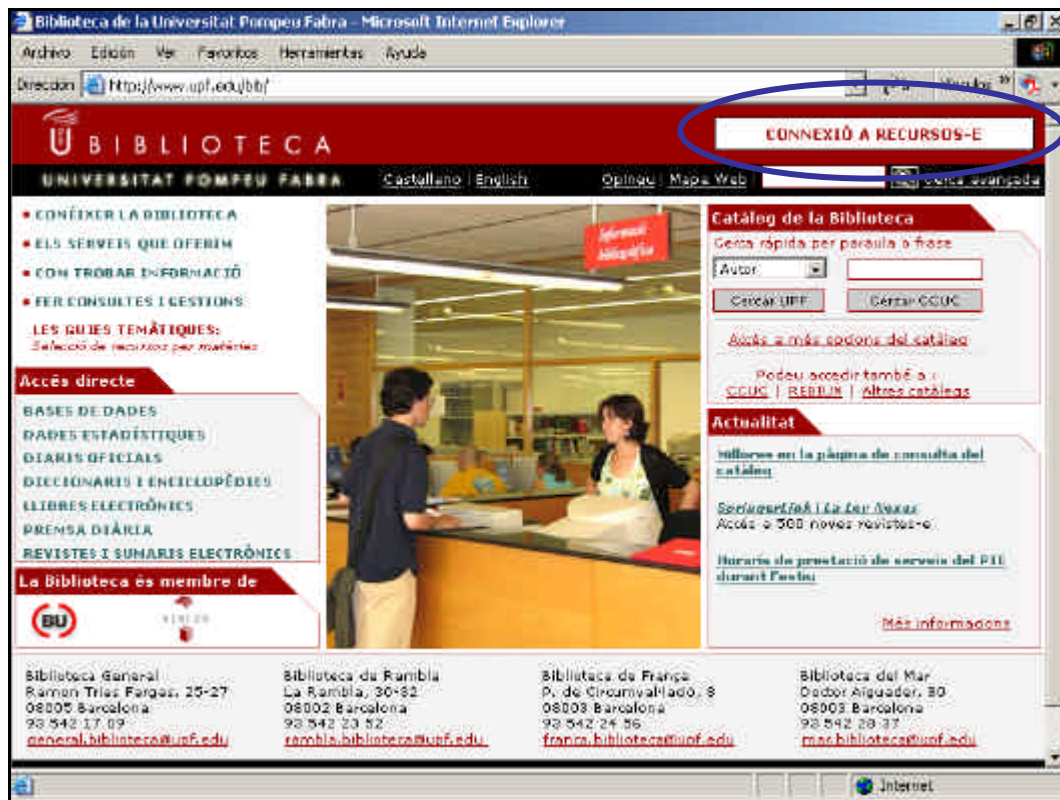 Biblioteca de la Universitat Pompeu Fabra - Microsoft Internet Explorer
Archivo Edición Ver Favoritos Herramientas Ayuda
Dirección http://www.upf.edu/bib/
BIBLIOTECA
CONNEXIÓ A RECURSOS-E
UNIVERSITAT POMPEU FABRA Castellano | English Opineu | Mapa Web | Cerca avançada
CONÈIXER LA BIBLIOTECA
ELS SERVEIS QUE OFERIM
COM TROBAR INFORMACIÓ
FER CONSULTES I GESTIONS
LES GUIES TEMÀTIQUES:
Selecció de recursos per matèries
Accés directe
BASES DE DADES
DADES ESTADÍSTIQUES
DIARIS OFICIALS
DICCIONARIS I ENCICLOPÈDIES
LLIBRES ELECTRÒNICS
PREMSA DIÀRIA
REVISTES I SUMARIS ELECTRÒNICS
La Biblioteca és membre de
BU
Informació
bibliogràfica
Catàleg de la Biblioteca
Cerca ràpida per paraula o frase
Autor
Cercar UPF Cercar CCUC
Accés a més opcions del catàleg
Podeu accedir també a :
CCUC | REBIUN | Altres catàlegs
Actualitat
Millores en la pàgina de consulta del
catàleg
SpringerLink i La Ley Nexus
Accés a 500 noves revistes-e
Horaris de prestació de serveis del PIE
durant l'estiu
Més informacions
Biblioteca General
Ramon Trias Fargas, 25-27
08005 Barcelona
93 542 17 09
general.biblioteca@upf.edu
Biblioteca de Rambla
La Rambla, 30-32
08002 Barcelona
93 542 23 52
rambla.biblioteca@upf.edu
Biblioteca de França
P. de Circumval·lació, 8
08003 Barcelona
93 542 24 56
franca.biblioteca@upf.edu
Biblioteca del Mar
Doctor Aiguader, 80
08003 Barcelona
93 542 28 37
mar.biblioteca@upf.edu
Internet